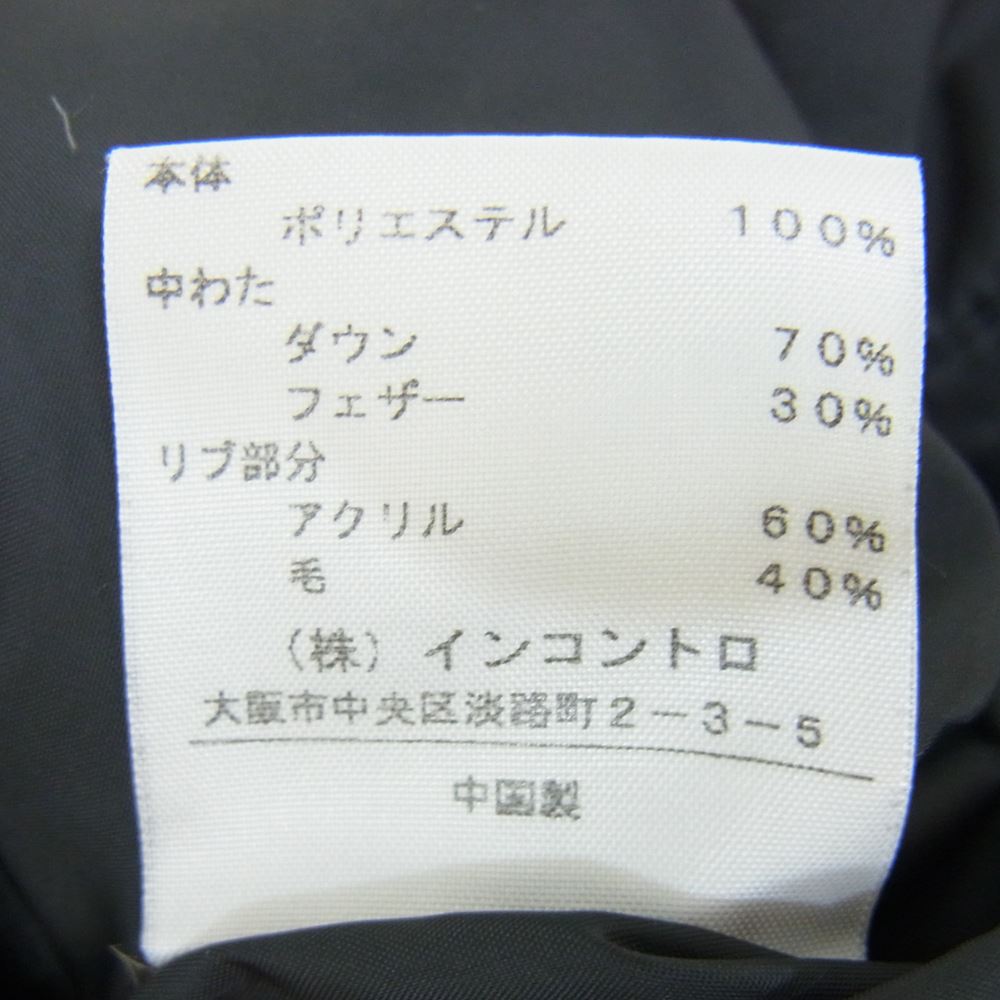 本体
ポリエステル 100%
中わた
ダウン 70%
フェザー 30%
リブ部分
アクリル 60%
毛 40%
(株) インコントロ
大阪市中央区淡路町2-3-5
中国製